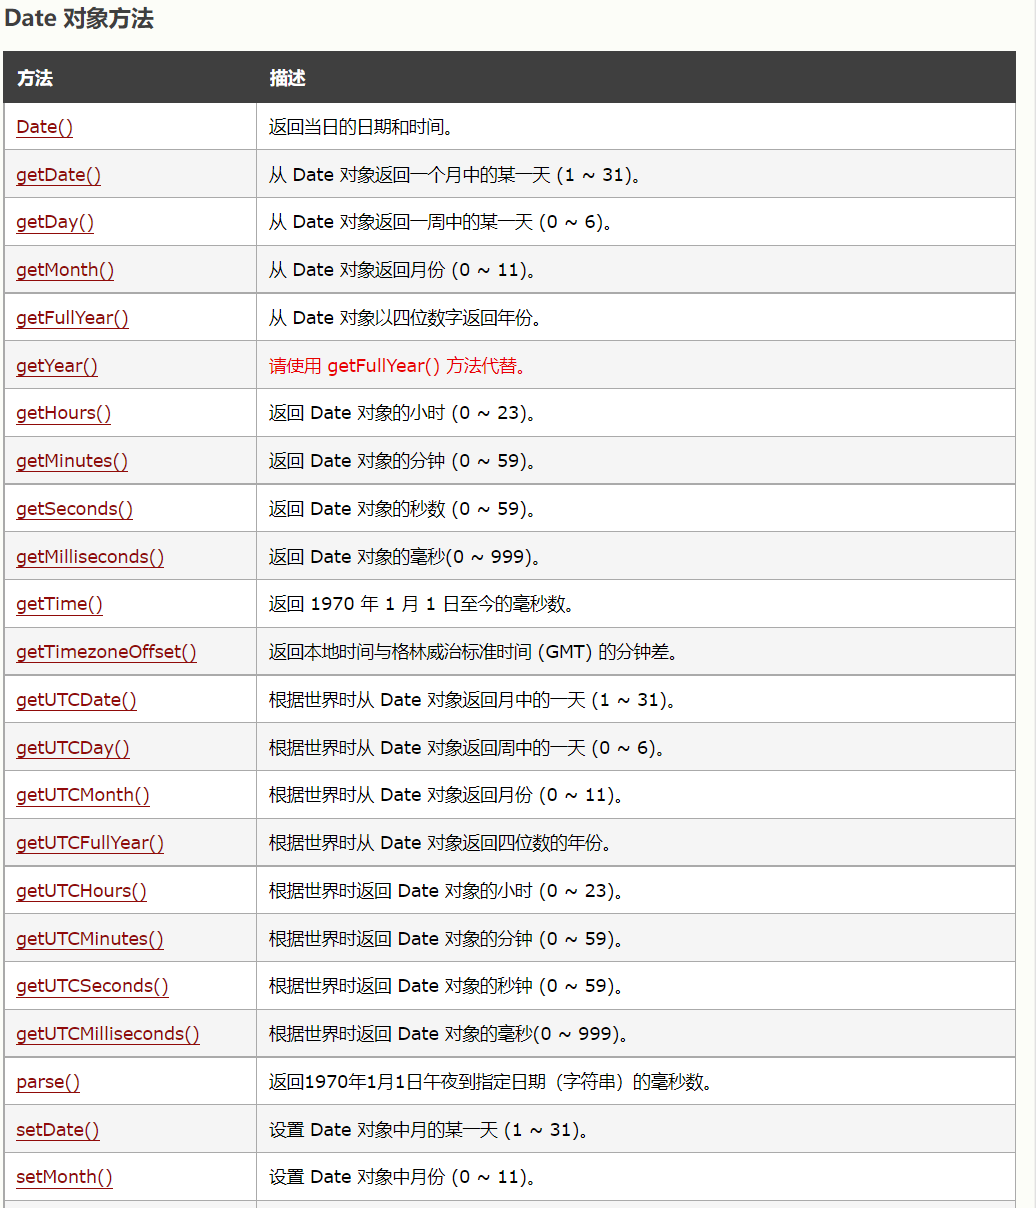 Date 对象方法
方法 描述
Date() 返回当日的日期和时间。
getDate() 从 Date 对象返回一个月中的某一天 (1 ~ 31)。
getDay() 从 Date 对象返回一周中的某一天 (0 ~ 6)。
getMonth() 从 Date 对象返回月份 (0 ~ 11)。
getFullYear() 从 Date 对象以四位数字返回年份。
getYear() 请使用 getFullYear() 方法代替。
getHours() 返回 Date 对象的小时 (0 ~ 23)。
getMinutes() 返回 Date 对象的分钟 (0 ~ 59)。
getSeconds() 返回 Date 对象的秒数 (0 ~ 59)。
getMilliseconds() 返回 Date 对象的毫秒(0 ~ 999)。
getTime() 返回 1970 年 1 月 1 日至今的毫秒数。
getTimezoneOffset() 返回本地时间与格林威治标准时间 (GMT) 的分钟差。
getUTCDate() 根据世界时从 Date 对象返回月中的一天 (1 ~ 31)。
getUTCDay() 根据世界时从 Date 对象返回周中的一天 (0 ~ 6)。
getUTCMonth() 根据世界时从 Date 对象返回月份 (0 ~ 11)。
getUTCFullYear() 根据世界时从 Date 对象返回四位数的年份。
getUTCHours() 根据世界时返回 Date 对象的小时 (0 ~ 23)。
getUTCMinutes() 根据世界时返回 Date 对象的分钟 (0 ~ 59)。
getUTCSeconds() 根据世界时返回 Date 对象的秒钟 (0 ~ 59)。
getUTCMilliseconds() 根据世界时返回 Date 对象的毫秒(0 ~ 999)。
parse() 返回1970年1月1日午夜到指定日期（字符串）的毫秒数。
setDate() 设置 Date 对象中月的某一天 (1 ~ 31)。
setMonth() 设置 Date 对象中月份 (0 ~ 11)。